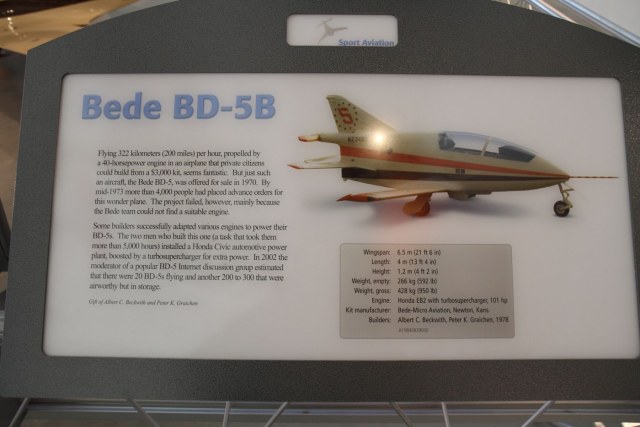 Sport Aviation
Bede BD-5B
Flying 322 kilometers (200 miles) per hour, propelled by
a 40-horsepower engine in an airplane that private citizens
could build from a $3,000 kit, seems fantastic. But just such
an aircraft, the Bede BD-5, was offered for sale in 1970. By
mid-1973 more than 4,000 people had placed advance orders for
this wonder plane. The project failed, however, mainly because
the Bede team could not find a suitable engine.
Some builders successfully adapted various engines to power their
BD-5s. The two men who built this one (a task that took them
more than 5,000 hours) installed a Honda Civic automotive power
plant, boosted by a turbosupercharger for extra power. In 2002 the
moderator of a popular BD-5 Internet discussion group estimated
that there were 20 BD-5s flying and another 200 to 300 that were
airworthy but in storage.
Gift of Albert C. Beckwith and Peter K. Graichen
5
Wingspan: 6.5 m (21 ft 6 in)
Length: 4 m (13 ft 4 in)
Height: 1.2 m (4 ft 2 in)
Weight, empty: 266 kg (592 lb)
Weight, gross: 428 kg (950 lb)
Engine: Honda EB2 with turbosupercharger, 101 hp
Kit manufacturer: Bede-Micro Aviation, Newton, Kans.
Builders: Albert C. Beckwith, Peter K. Graichen, 1978